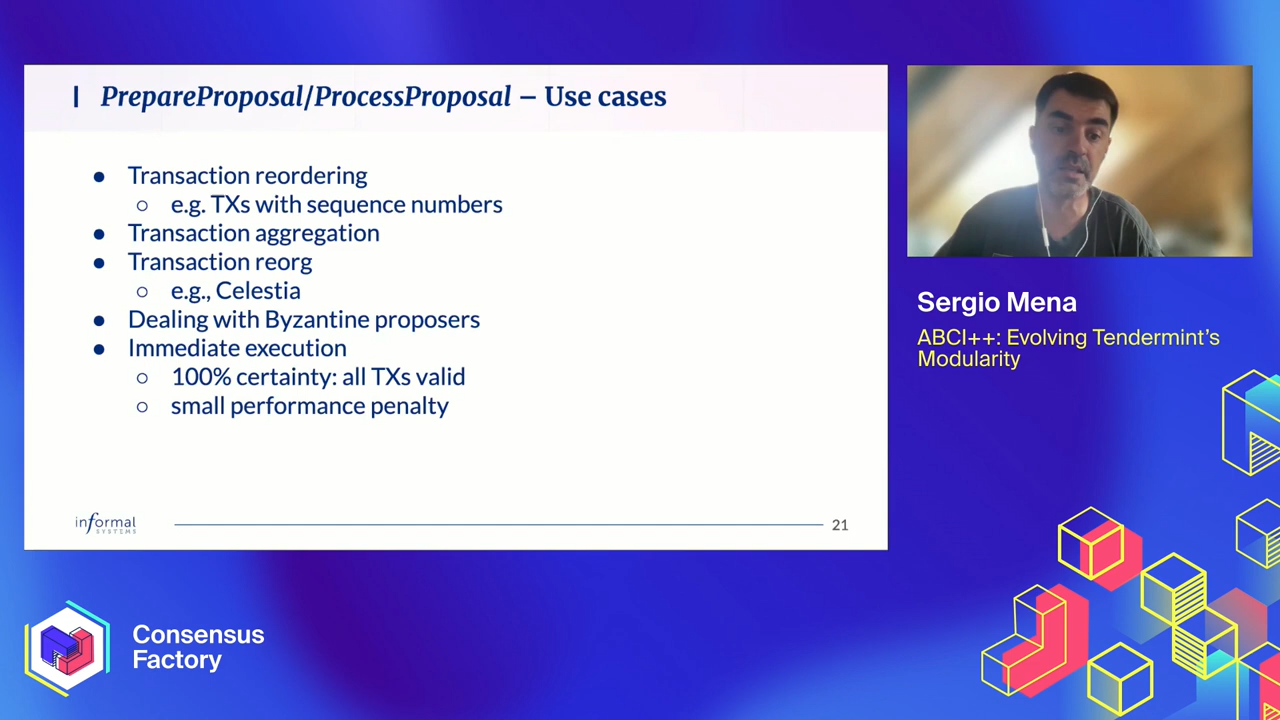 PrepareProposal/ProcessProposal – Use cases
● Transaction reordering
○ e.g. TXs with sequence numbers
● Transaction aggregation
● Transaction reorg
○ e.g., Celestia
● Dealing with Byzantine proposers
● Immediate execution
○ 100% certainty: all TXs valid
○ small performance penalty
informal
SYSTEMS
21
Sergio Mena
ABCI++: Evolving Tendermint's
Modularity
Consensus
Factory